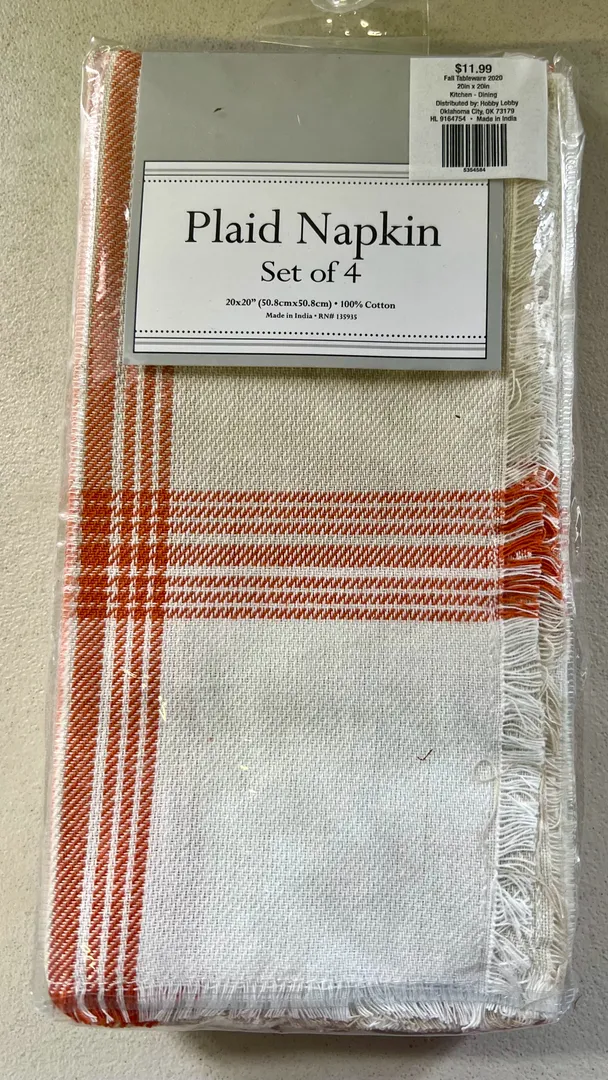 $11.99
Fall Tableware 2020
20in x 20in
Kitchen - Dining
Distributed by: Hobby Lobby
Oklahoma City, OK 73179
HL 9164754 • Made in India
5354584
Plaid Napkin
Set of 4
20x20" (50.8cmx50.8cm) • 100% Cotton
Made in India • RN# 135935